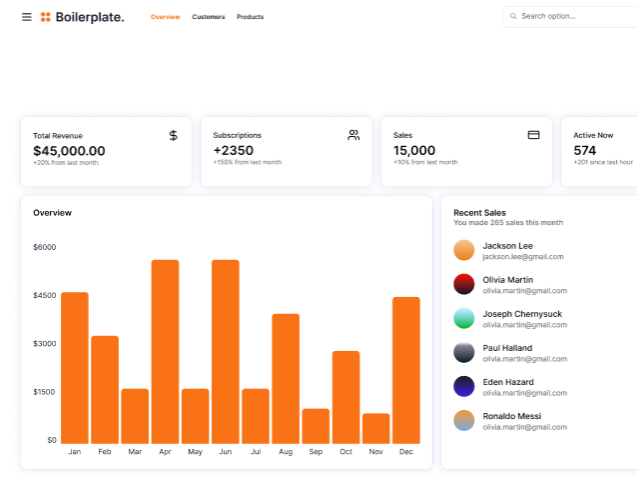 Boilerplate.
Overview Customers Products
Search option...
Total Revenue
$45,000.00
+20% from last month
Subscriptions
+2350
+150% from last month
Sales
15,000
+10% from last month
Active Now
574
+201 since last hour
Overview
$6000
$4500
$3000
$1500
$0
Jan Feb Mar Apr May Jun Jul Aug Sep Oct Nov Dec
Recent Sales
You made 265 sales this month
Jackson Lee
jackson.lee@gmail.com
Olivia Martin
olivia.martin@gmail.com
Joseph Chernysuck
olivia.martin@gmail.com
Paul Halland
olivia.martin@gmail.com
Eden Hazard
olivia.martin@gmail.com
Ronaldo Messi
olivia.martin@gmail.com